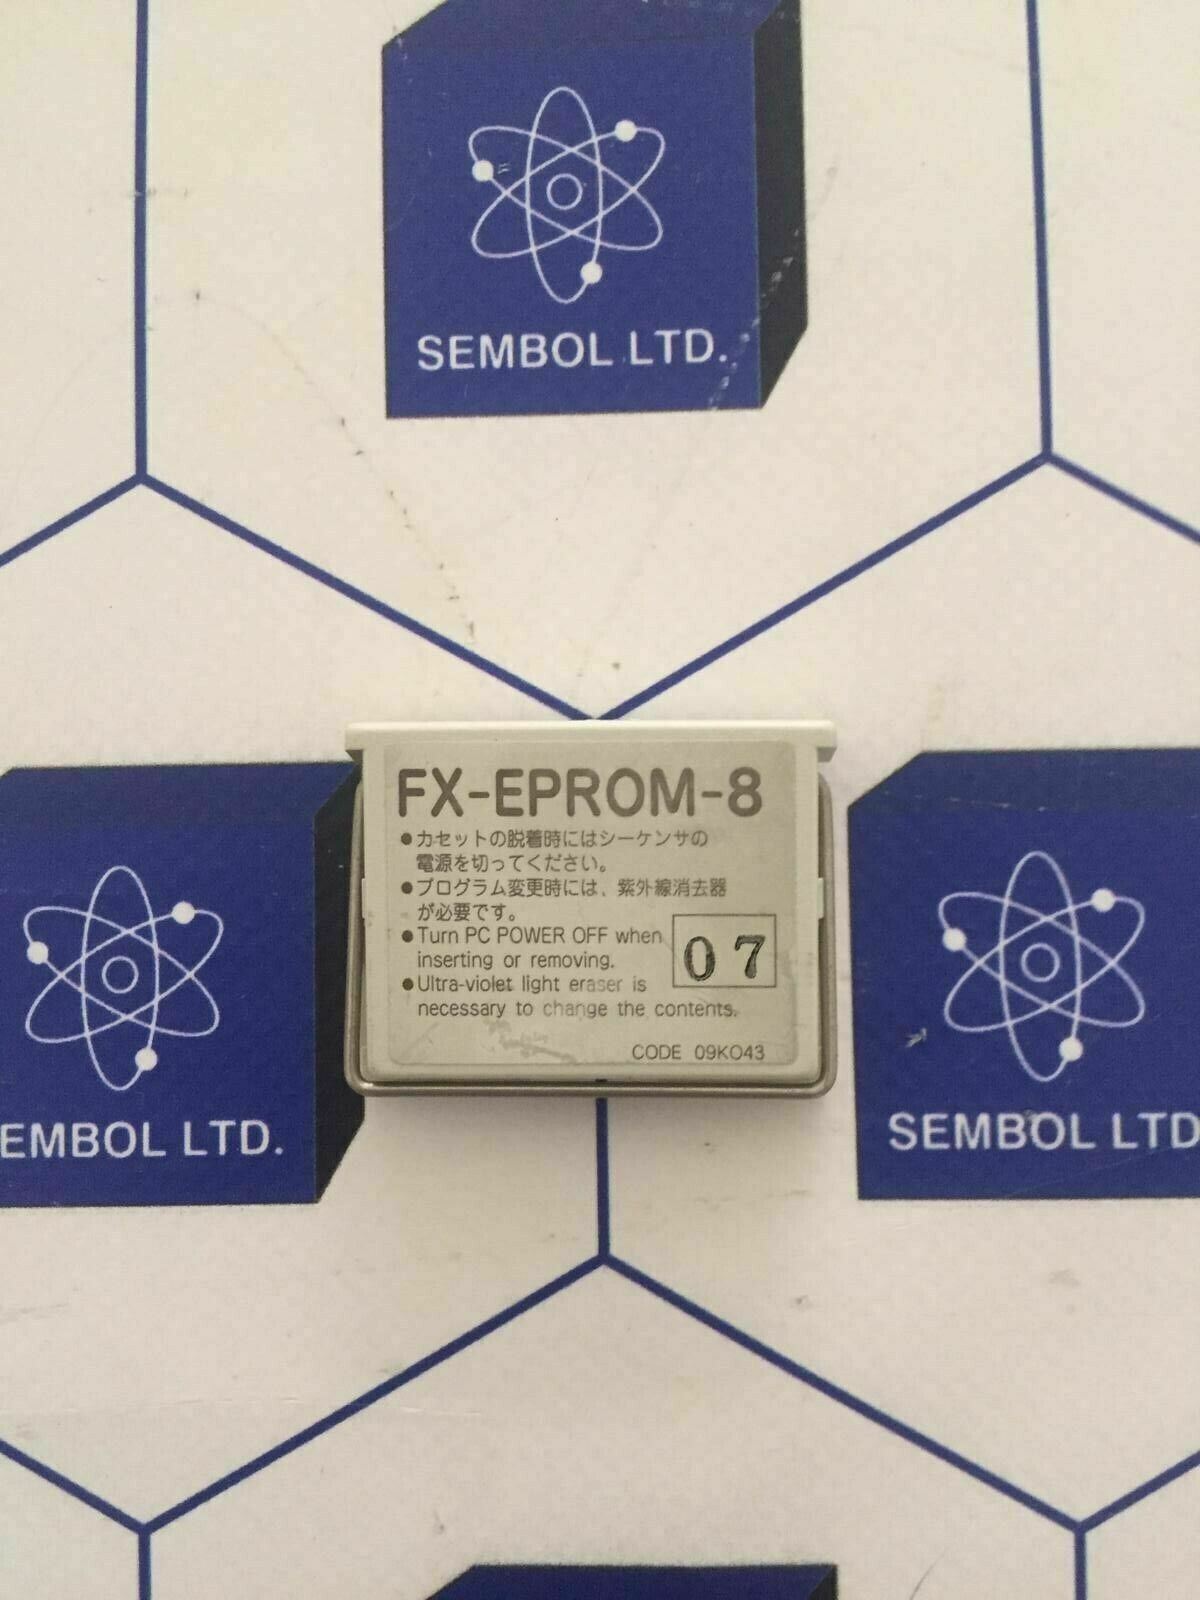 SEMBOL LTD.
FX-EPROM-8
●カセットの脱着時にはシーケンサの
電源を切ってください。
●プログラム変更時には、紫外線消去器
が必要です。
●Turn PC POWER OFF when
inserting or removing.
●Ultra-violet light eraser is
necessary to change the contents.
07
CODE 09K043
EMBOL LTD.
SEMBOL LTD